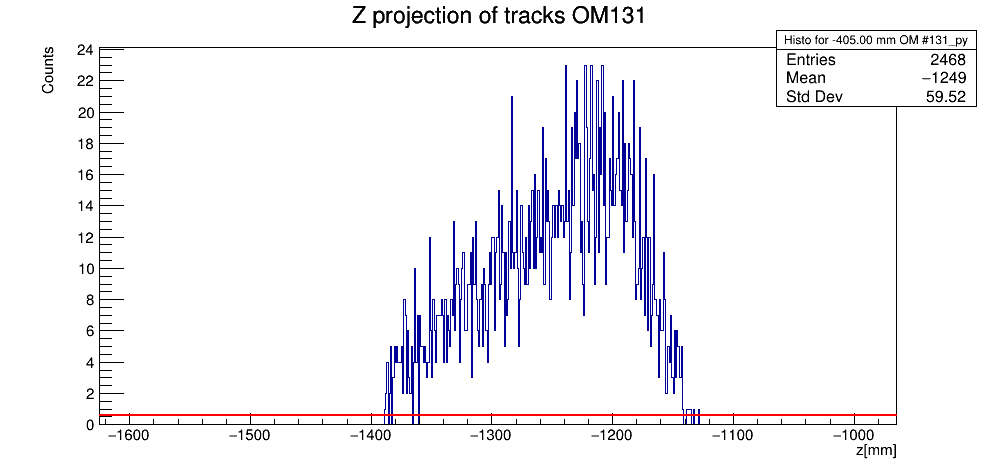 Z projection of tracks OM131
Histo for -405.00 mm OM #131_py
Entries 2468
Mean −1249
Std Dev 59.52
Counts
24
22
20
18
16
14
12
10
8
6
4
2
0
−1600 −1500 −1400 −1300 −1200 −1100 −1000
z[mm]